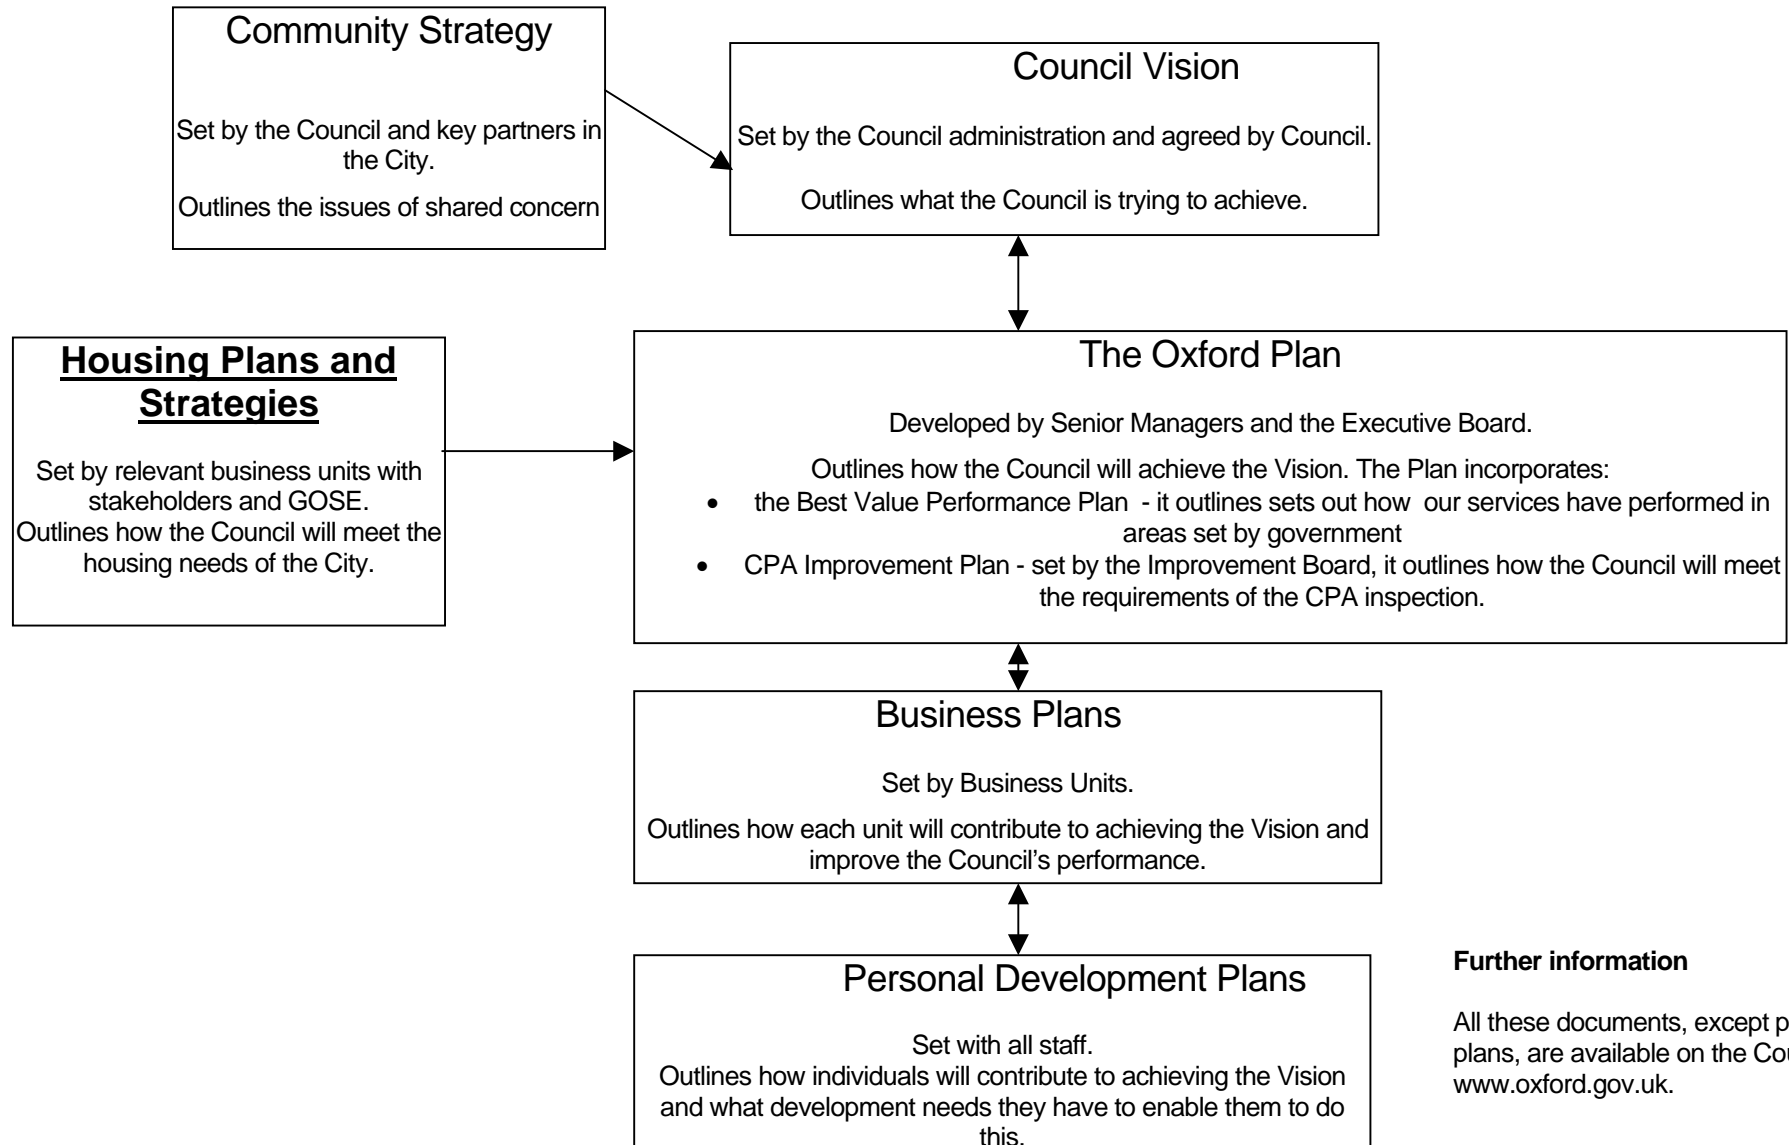 Community Strategy
Set by the Council and key partners in
the City.
Outlines the issues of shared concern
Council Vision
Set by the Council administration and agreed by Council.
Outlines what the Council is trying to achieve.
Housing Plans and
Strategies
Set by relevant business units with
stakeholders and GOSE.
Outlines how the Council will meet the
housing needs of the City.
The Oxford Plan
Developed by Senior Managers and the Executive Board.
Outlines how the Council will achieve the Vision. The Plan incorporates:
• the Best Value Performance Plan - it outlines sets out how our services have performed in
areas set by government
• CPA Improvement Plan - set by the Improvement Board, it outlines how the Council will meet
the requirements of the CPA inspection.
Business Plans
Set by Business Units.
Outlines how each unit will contribute to achieving the Vision and
improve the Council's performance.
Personal Development Plans
Set with all staff.
Outlines how individuals will contribute to achieving the Vision
and what development needs they have to enable them to do
this.
Further information
All these documents, except
plans, are available on the
www.oxford.gov.uk.